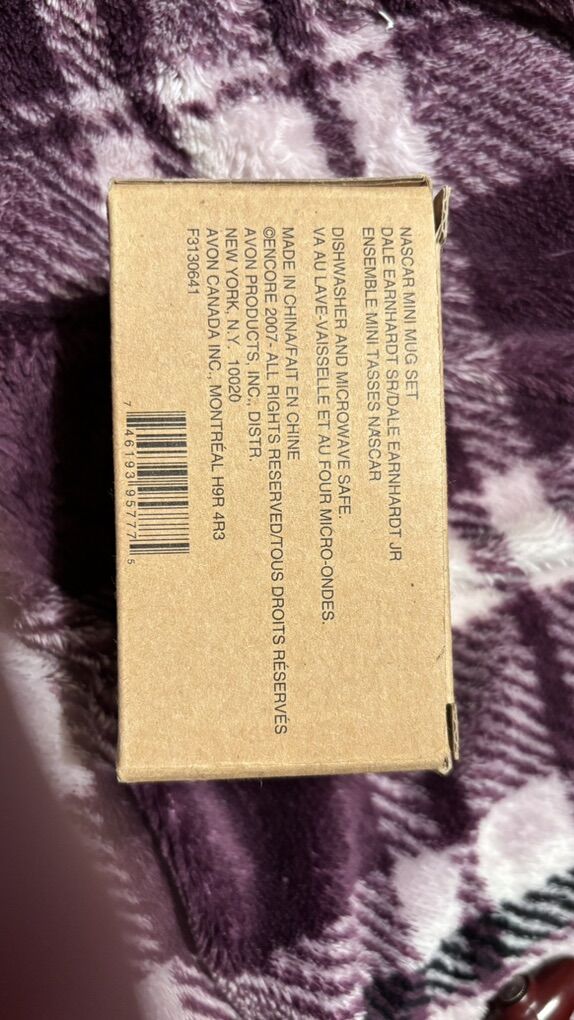 NASCAR MINI MUG SET
DALE EARNHARDT SR/DALE EARNHARDT JR
ENSEMBLE MINI TASSES NASCAR
DISHWASHER AND MICROWAVE SAFE.
VA AU LAVE-VAISSELLE ET AU FOUR MICRO-ONDES.
MADE IN CHINA/FAIT EN CHINE
©ENCORE 2007- ALL RIGHTS RESERVED/TOUS DROITS RÉSERVÉS
AVON PRODUCTS, INC., DISTR.
NEW YORK, N.Y. 10020
AVON CANADA INC., MONTRÉAL H9R 4R3
F3130641
7 46193 95777 5